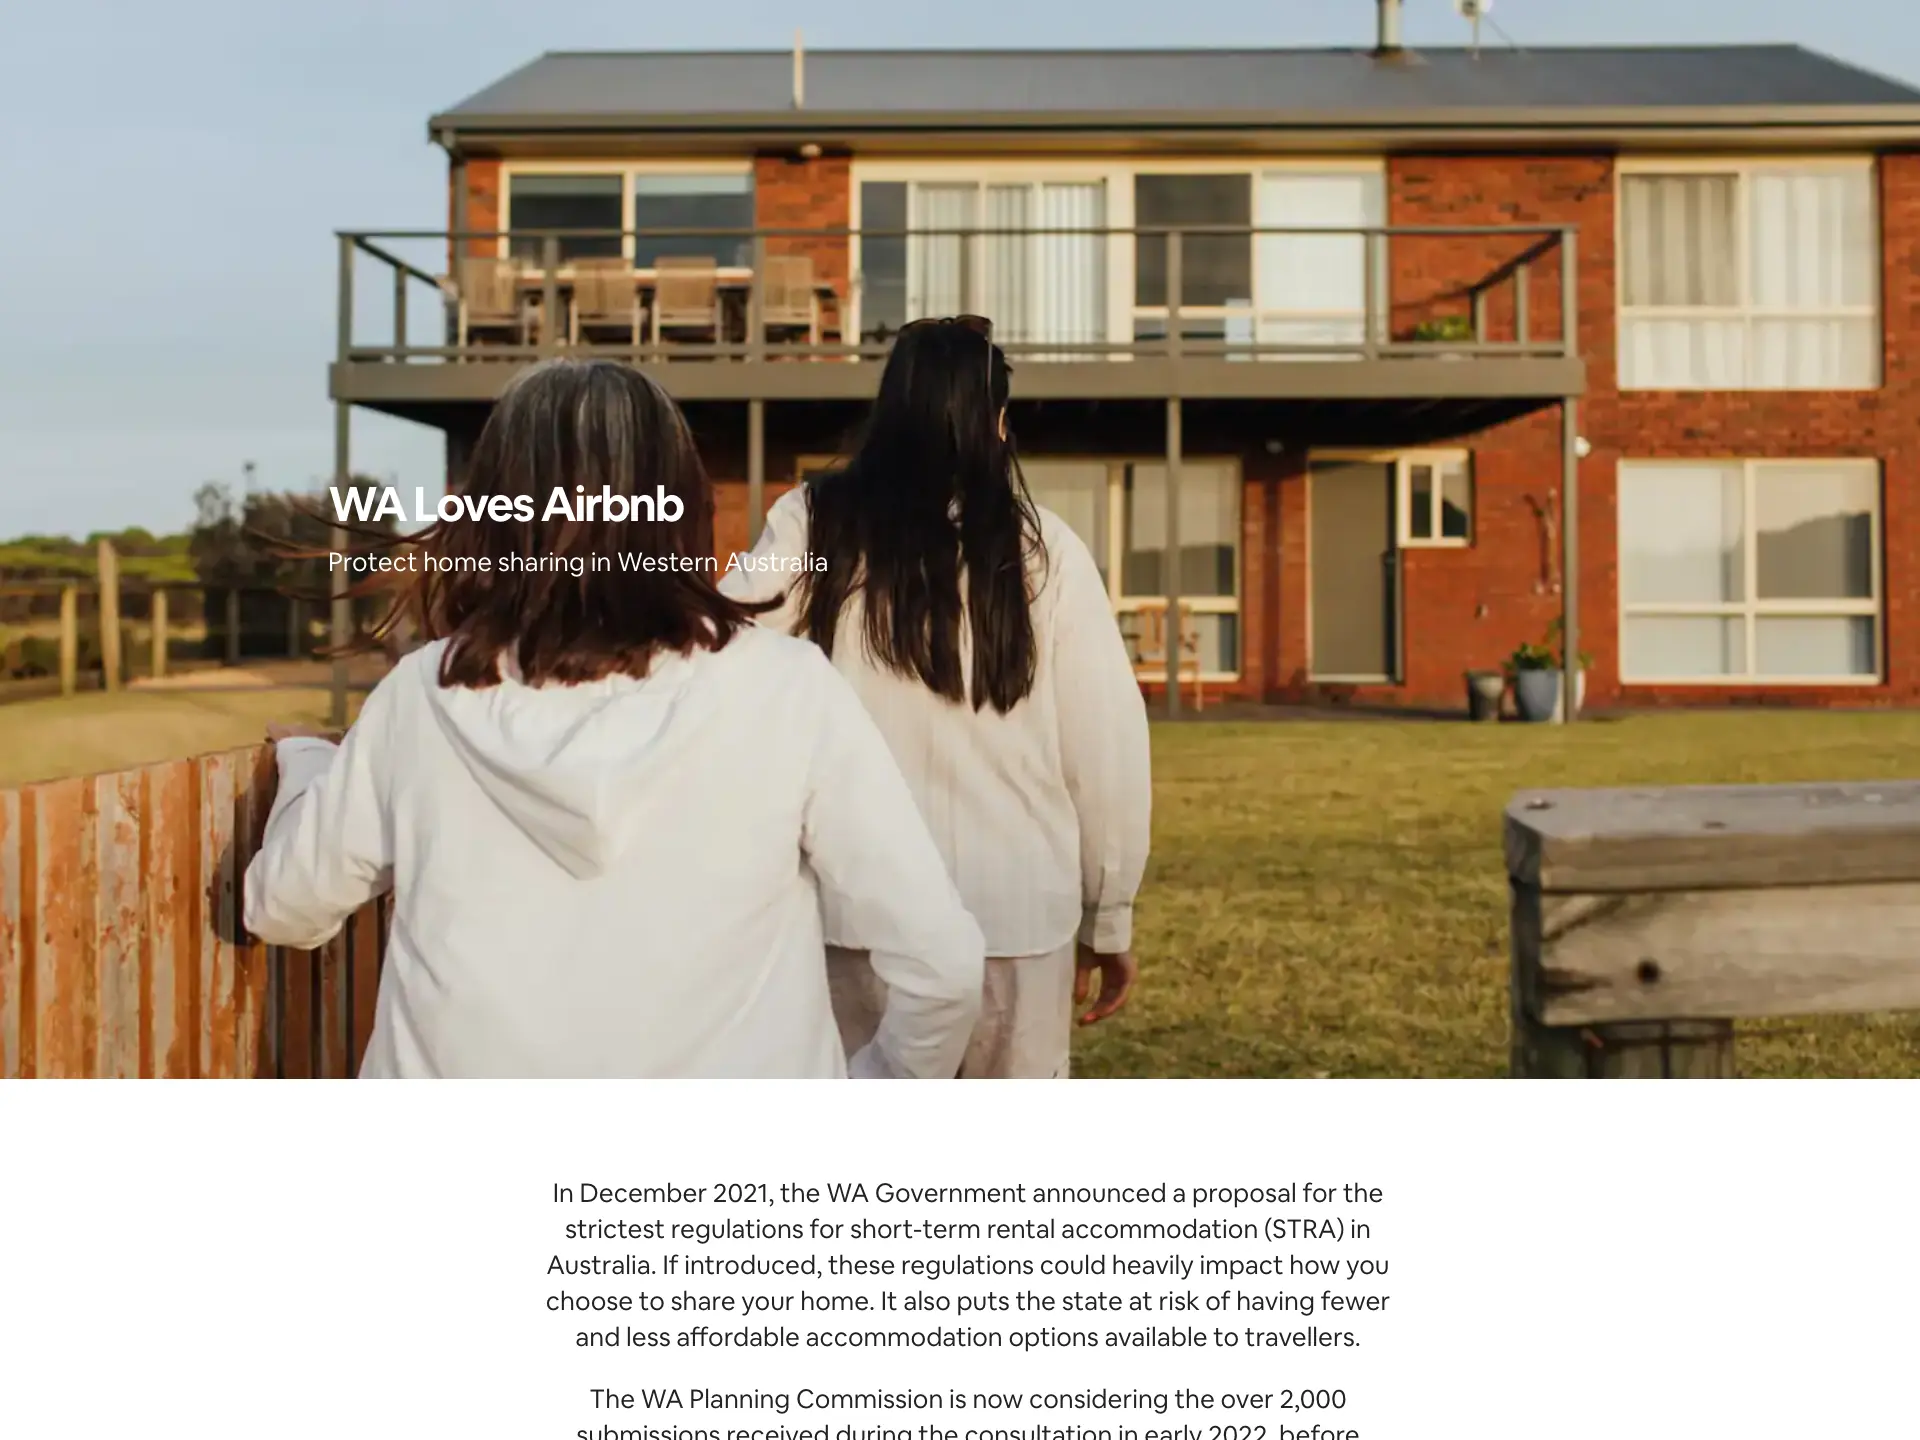 WA Loves Airbnb
Protect home sharing in Western Australia
In December 2021, the WA Government announced a proposal for the
strictest regulations for short-term rental accommodation (STRA) in
Australia. If introduced, these regulations could heavily impact how you
choose to share your home. It also puts the state at risk of having fewer
and less affordable accommodation options available to travellers.
The WA Planning Commission is now considering the over 2,000
submissions received during the consultation in early 2022, before